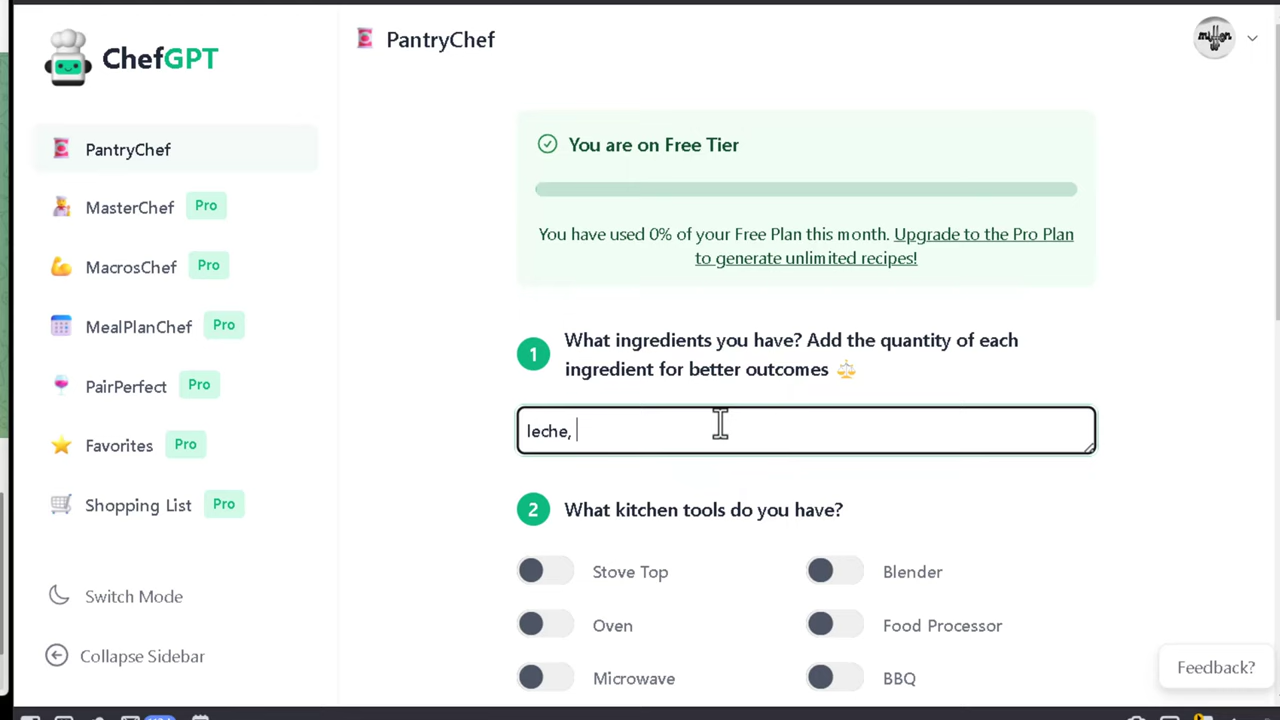 ChefGPT
PantryChef
PantryChef
MasterChef Pro
MacrosChef Pro
MealPlanChef Pro
PairPerfect Pro
Favorites Pro
Shopping List Pro
Switch Mode
Collapse Sidebar
You are on Free Tier
You have used 0% of your Free Plan this month. Upgrade to the Pro Plan
to generate unlimited recipes!
1 What ingredients you have? Add the quantity of each
ingredient for better outcomes
leche,
2 What kitchen tools do you have?
Stove Top Blender
Oven Food Processor
Microwave BBQ
Feedback?